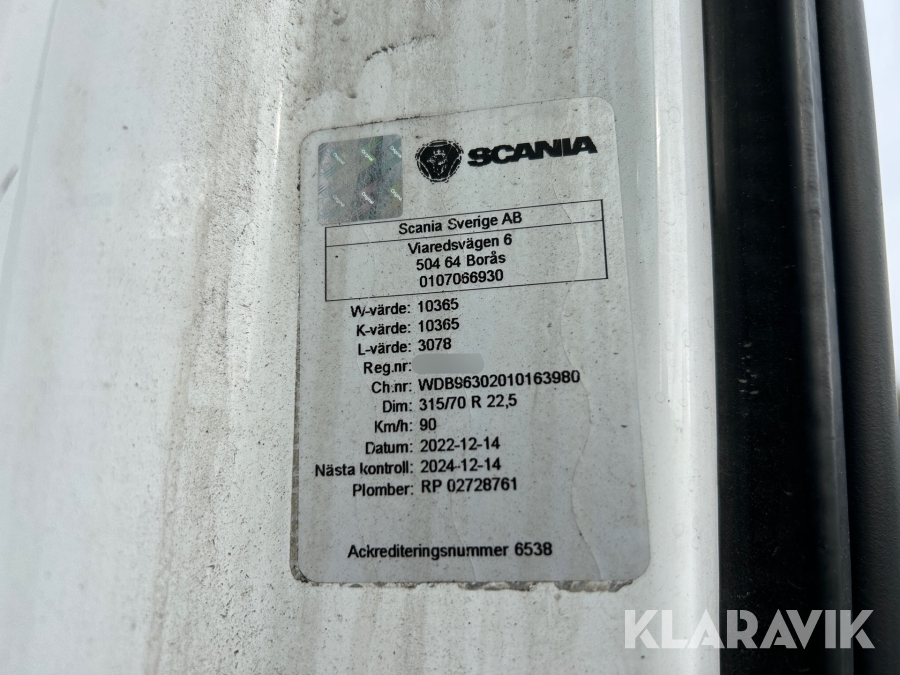 SCANIA
Scania Sverige AB
Viaredsvägen 6
504 64 Borås
0107066930
W-värde: 10365
K-värde: 10365
L-värde: 3078
Reg.nr:
Ch.nr: WDB96302010163980
Dim: 315/70 R 22,5
Km/h: 90
Datum: 2022-12-14
Nästa kontroll: 2024-12-14
Plomber: RP 02728761
Ackrediteringsnummer 6538
KLARAVIK